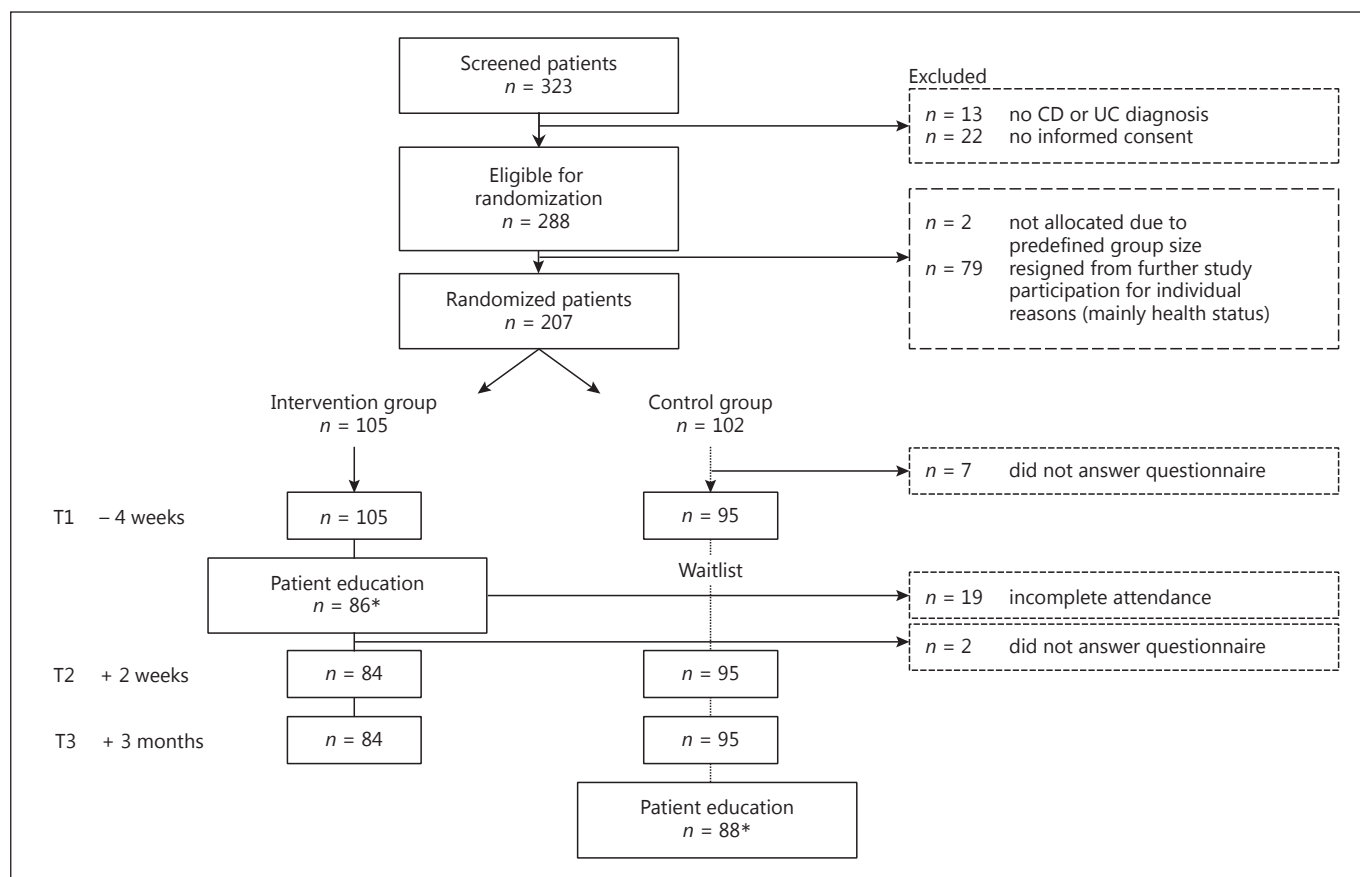 Screened patients
n = 323
Excluded
n = 13 no CD or UC diagnosis
n = 22 no informed consent
Eligible for
randomization
n = 288
n = 2 not allocated due to
predefined group size
n = 79 resigned from further study
participation for individual
reasons (mainly health status)
Randomized patients
n = 207
Intervention group
n = 105
Control group
n = 102
n = 7 did not answer questionnaire
T1 – 4 weeks
n = 105
n = 95
Patient education
n = 86*
Waitlist
n = 19 incomplete attendance
n = 2 did not answer questionnaire
T2 + 2 weeks
n = 84
n = 95
T3 + 3 months
n = 84
n = 95
Patient education
n = 88*